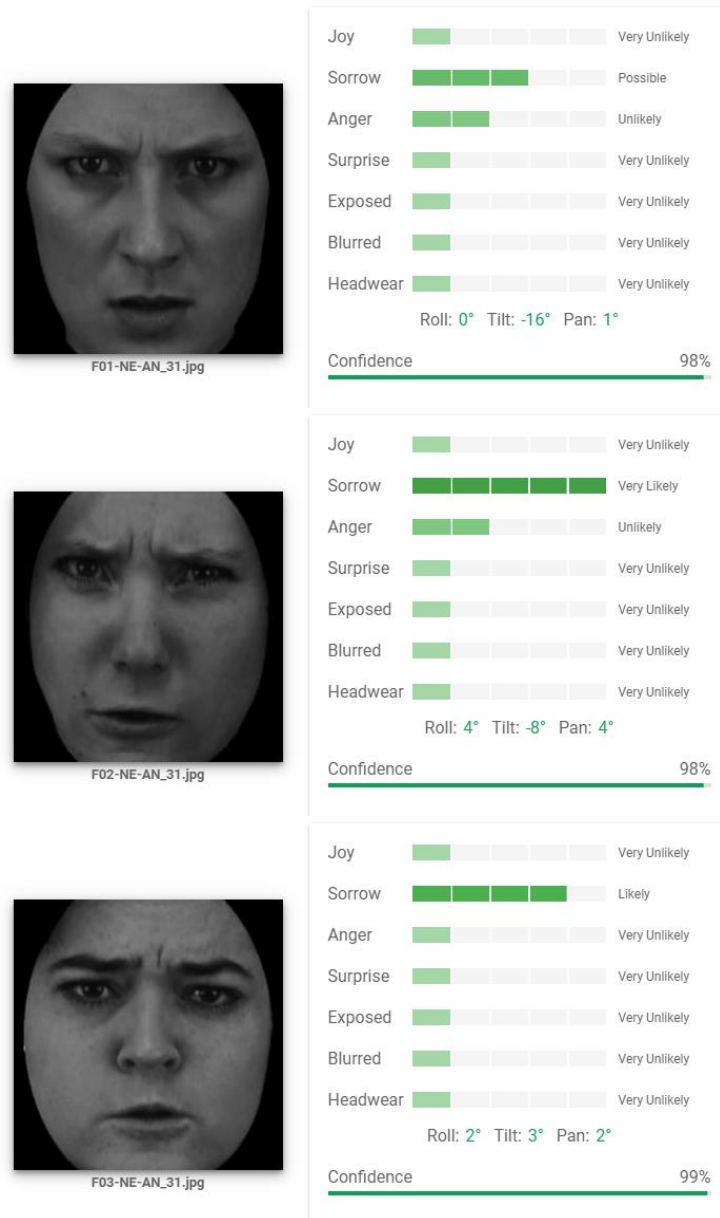 Joy Very Unlikely
Sorrow Possible
Anger Unlikely
Surprise Very Unlikely
Exposed Very Unlikely
Blurred Very Unlikely
Headwear Very Unlikely
Roll: 0° Tilt: -16° Pan: 1°
Confidence 98%
F01-NE-AN_31.jpg
Joy Very Unlikely
Sorrow Very Likely
Anger Unlikely
Surprise Very Unlikely
Exposed Very Unlikely
Blurred Very Unlikely
Headwear Very Unlikely
Roll: 4° Tilt: -8° Pan: 4°
Confidence 98%
F02-NE-AN_31.jpg
Joy Very Unlikely
Sorrow Likely
Anger Very Unlikely
Surprise Very Unlikely
Exposed Very Unlikely
Blurred Very Unlikely
Headwear Very Unlikely
Roll: 2° Tilt: 3° Pan: 2°
Confidence 99%
F03-NE-AN_31.jpg